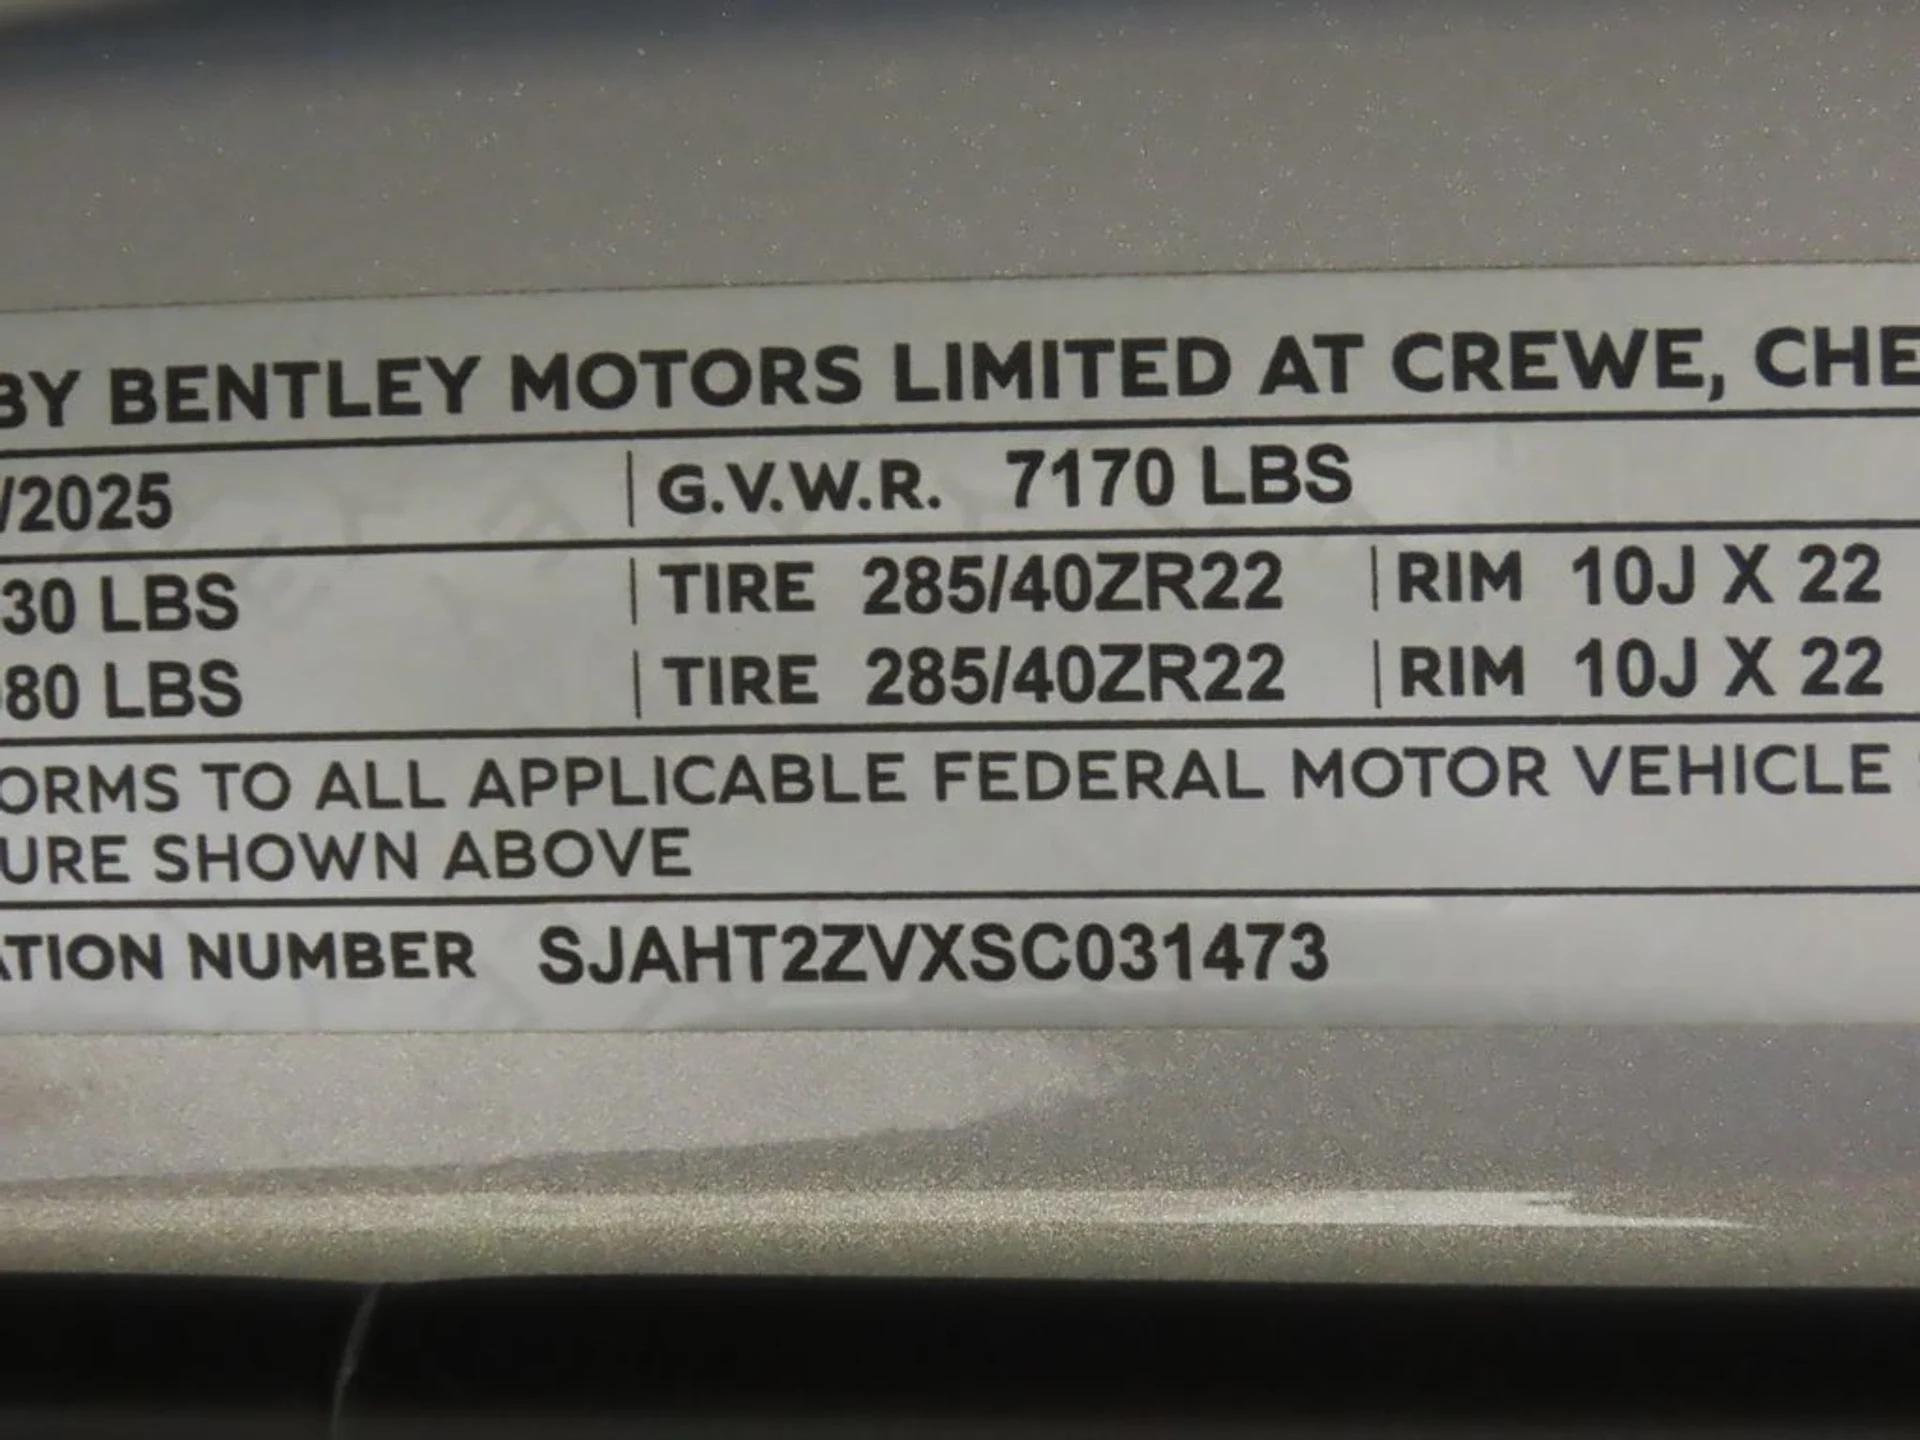 BY BENTLEY MOTORS LIMITED AT CREWE, CHE
/2025 G.V.W.R. 7170 LBS
30 LBS TIRE 285/40ZR22 RIM 10J X 22
80 LBS TIRE 285/40ZR22 RIM 10J X 22
ORMS TO ALL APPLICABLE FEDERAL MOTOR VEHICLE
URE SHOWN ABOVE
ATION NUMBER SJAHT2ZVXSC031473